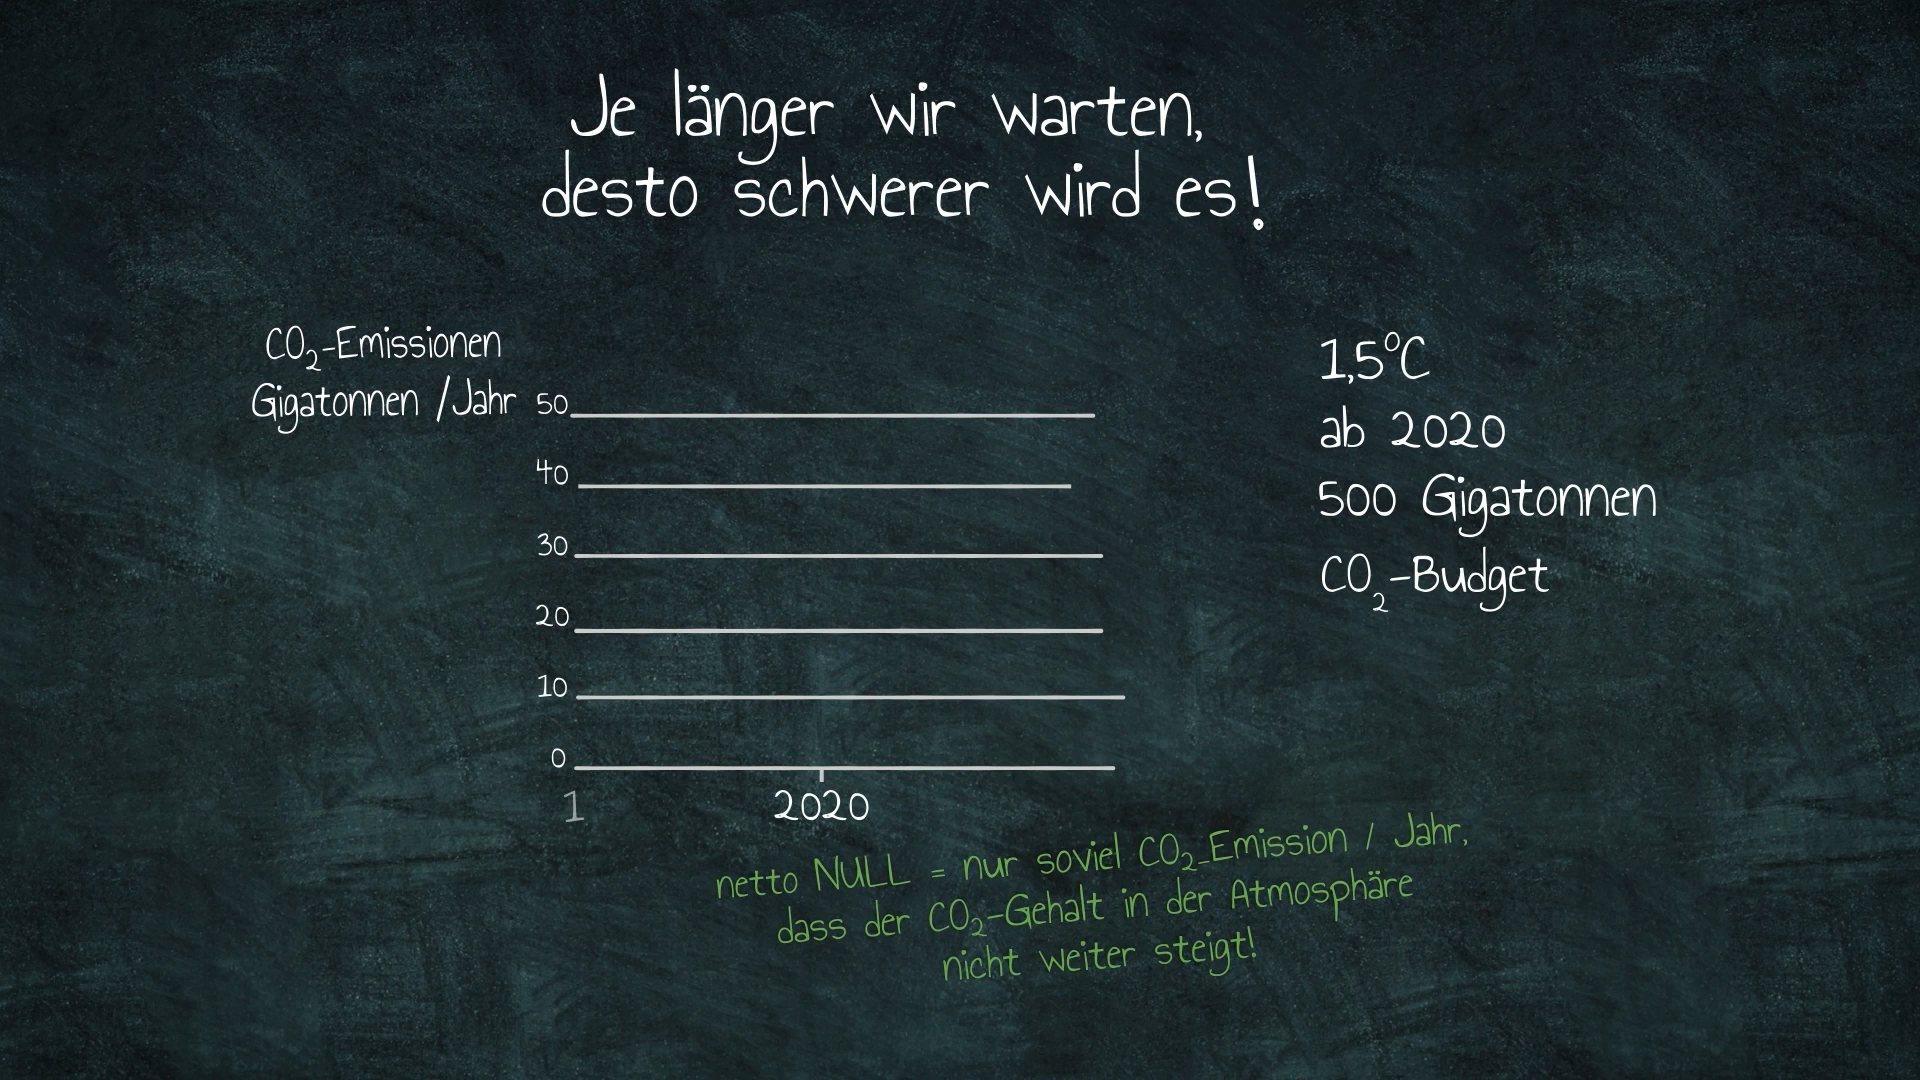 Je länger wir warten,
desto schwerer wird es!
CO₂-Emissionen
Gigatonnen /Jahr
50
40
30
20
10
0
1
2020
1,5°C
ab 2020
500 Gigatonnen
CO₂-Budget
netto NULL = nur soviel CO₂-Emission / Jahr,
dass der CO₂-Gehalt in der Atmosphäre
nicht weiter steigt!